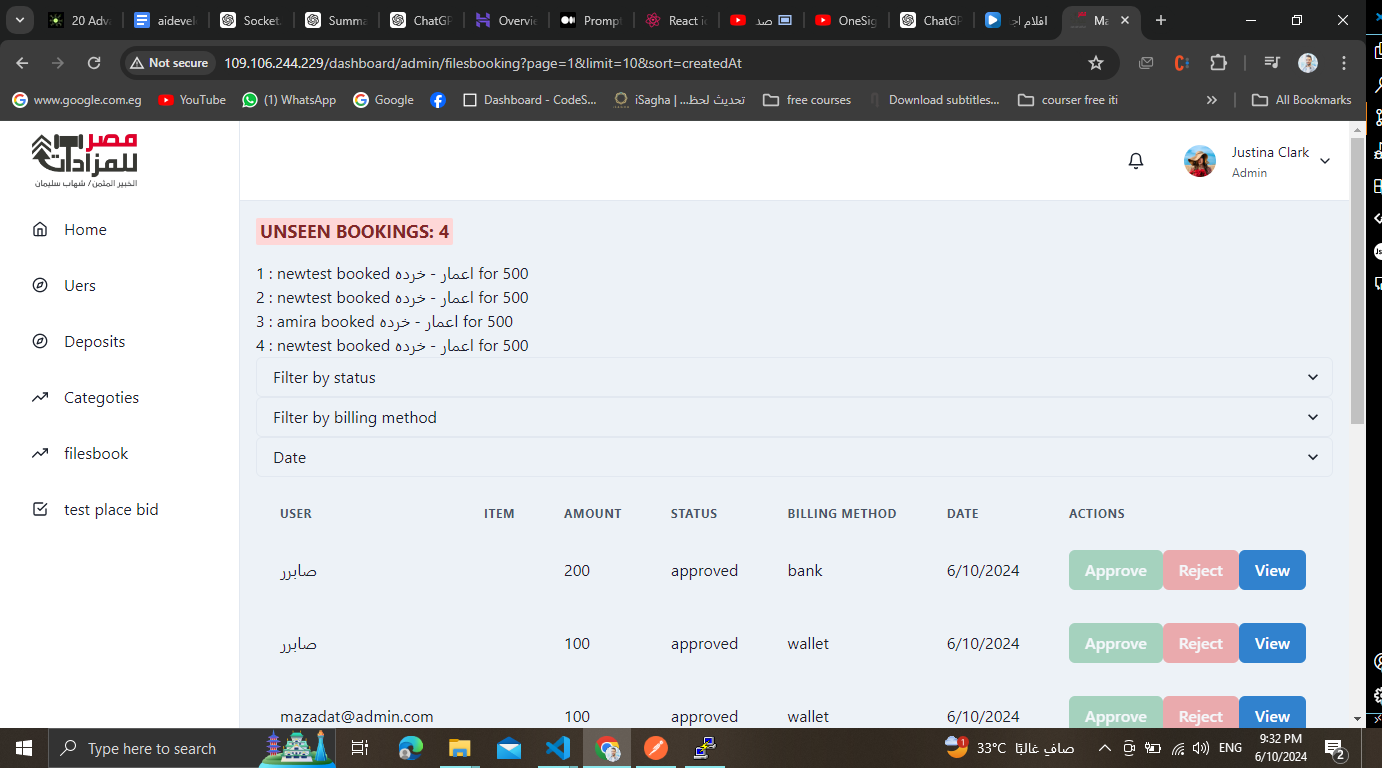 20 Adv
aidevel
Socket.
Summa
ChatGP
Overvie
Prompt
React ic
صد
OneSig
ChatGP
افلام اجـ
Ma
Not secure
109.106.244.229/dashboard/admin/filesbooking?page=1&limit=10&sort=createdAt
www.google.com.eg
YouTube
(1) WhatsApp
Google
Dashboard - CodeS...
iSagha | تحديث لحظ...
free courses
Download subtitles...
courser free iti
All Bookmarks
مصر
للمزادات
الخبير المثمن / شهاب سليمان
Justina Clark
Admin
Home
Uers
Deposits
Categoties
filesbook
test place bid
UNSEEN BOOKINGS: 4
1 : newtest booked اعمار - خرده for 500
2 : newtest booked اعمار - خرده for 500
3 : amira booked اعمار - خرده for 500
4 : newtest booked اعمار - خرده for 500
Filter by status
Filter by billing method
Date
USER ITEM AMOUNT STATUS BILLING METHOD DATE ACTIONS
صابرر 200 approved bank 6/10/2024 Approve Reject View
صابرر 100 approved wallet 6/10/2024 Approve Reject View
mazadat@admin.com 100 approved wallet 6/10/2024 Approve Reject View
Type here to search
33°C صافٍ غالبًا
ENG
9:32 PM
6/10/2024
2